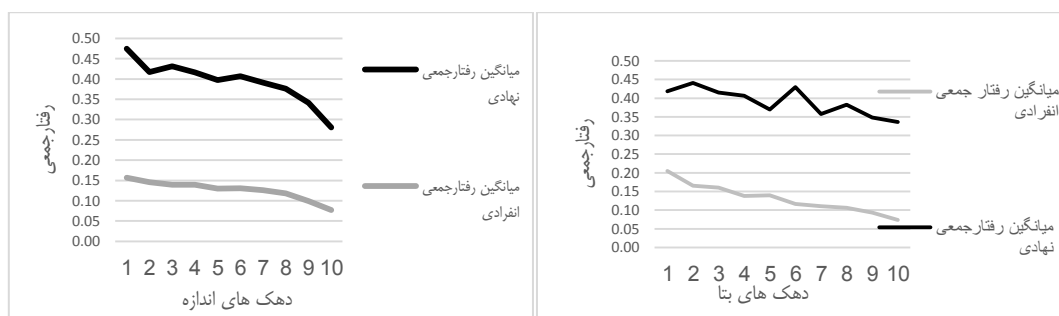 0.50
0.45
0.40
0.35
0.30
0.25
0.20
0.15
0.10
0.05
0.00
رفتارجمعی
1 2 3 4 5 6 7 8 9 10
دهک های اندازه
میانگین رفتارجمعی
نهادی
میانگین رفتارجمعی
انفرادی
0.50
0.45
0.40
0.35
0.30
0.25
0.20
0.15
0.10
0.05
0.00
رفتارجمعی
1 2 3 4 5 6 7 8 9 10
دهک های بتا
میانگین رفتار جمعی
انفرادی
میانگین رفتارجمعی
نهادی